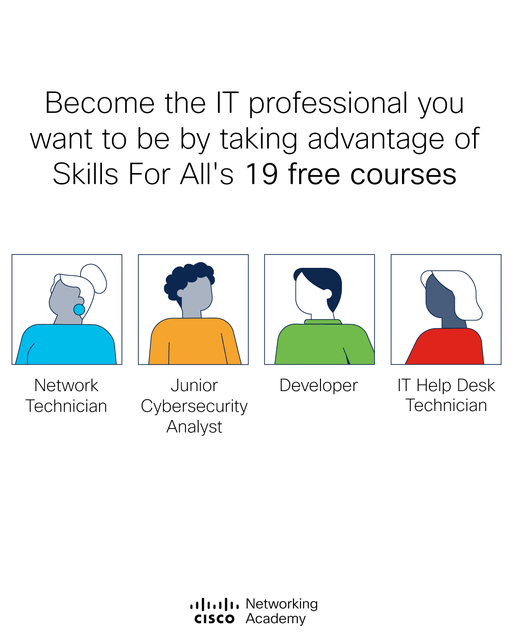 Become the IT professional you
want to be by taking advantage of
Skills For All's 19 free courses
Network
Technician
Junior
Cybersecurity
Analyst
Developer
IT Help Desk
Technician
CISCO
Networking
Academy